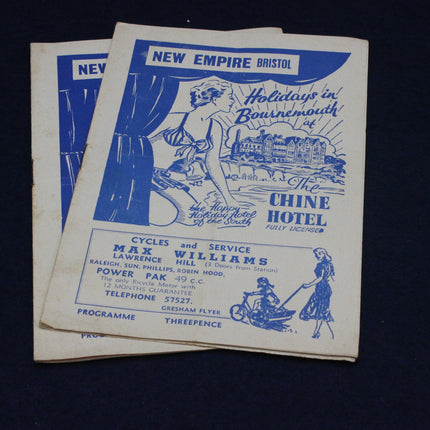 NEW
NEW EMPIRE BRISTOL
Holidays in
Bournemouth
at
The
CHINE
HOTEL
FULLY LICENSED
The Happy
Holiday Hotel
of the South
CYCLES and SERVICE
MAX WILLIAMS
LAWRENCE HILL (3 Doors from Station)
RALEIGH, SUN, PHILLIPS, ROBIN HOOD,
POWER PAK 49 c.c.
The only Bicycle Motor with
12 MONTHS GUARANTEE
TELEPHONE 57527.
GRESHAM FLYER
PROGRAMME THREEPENCE
PRO